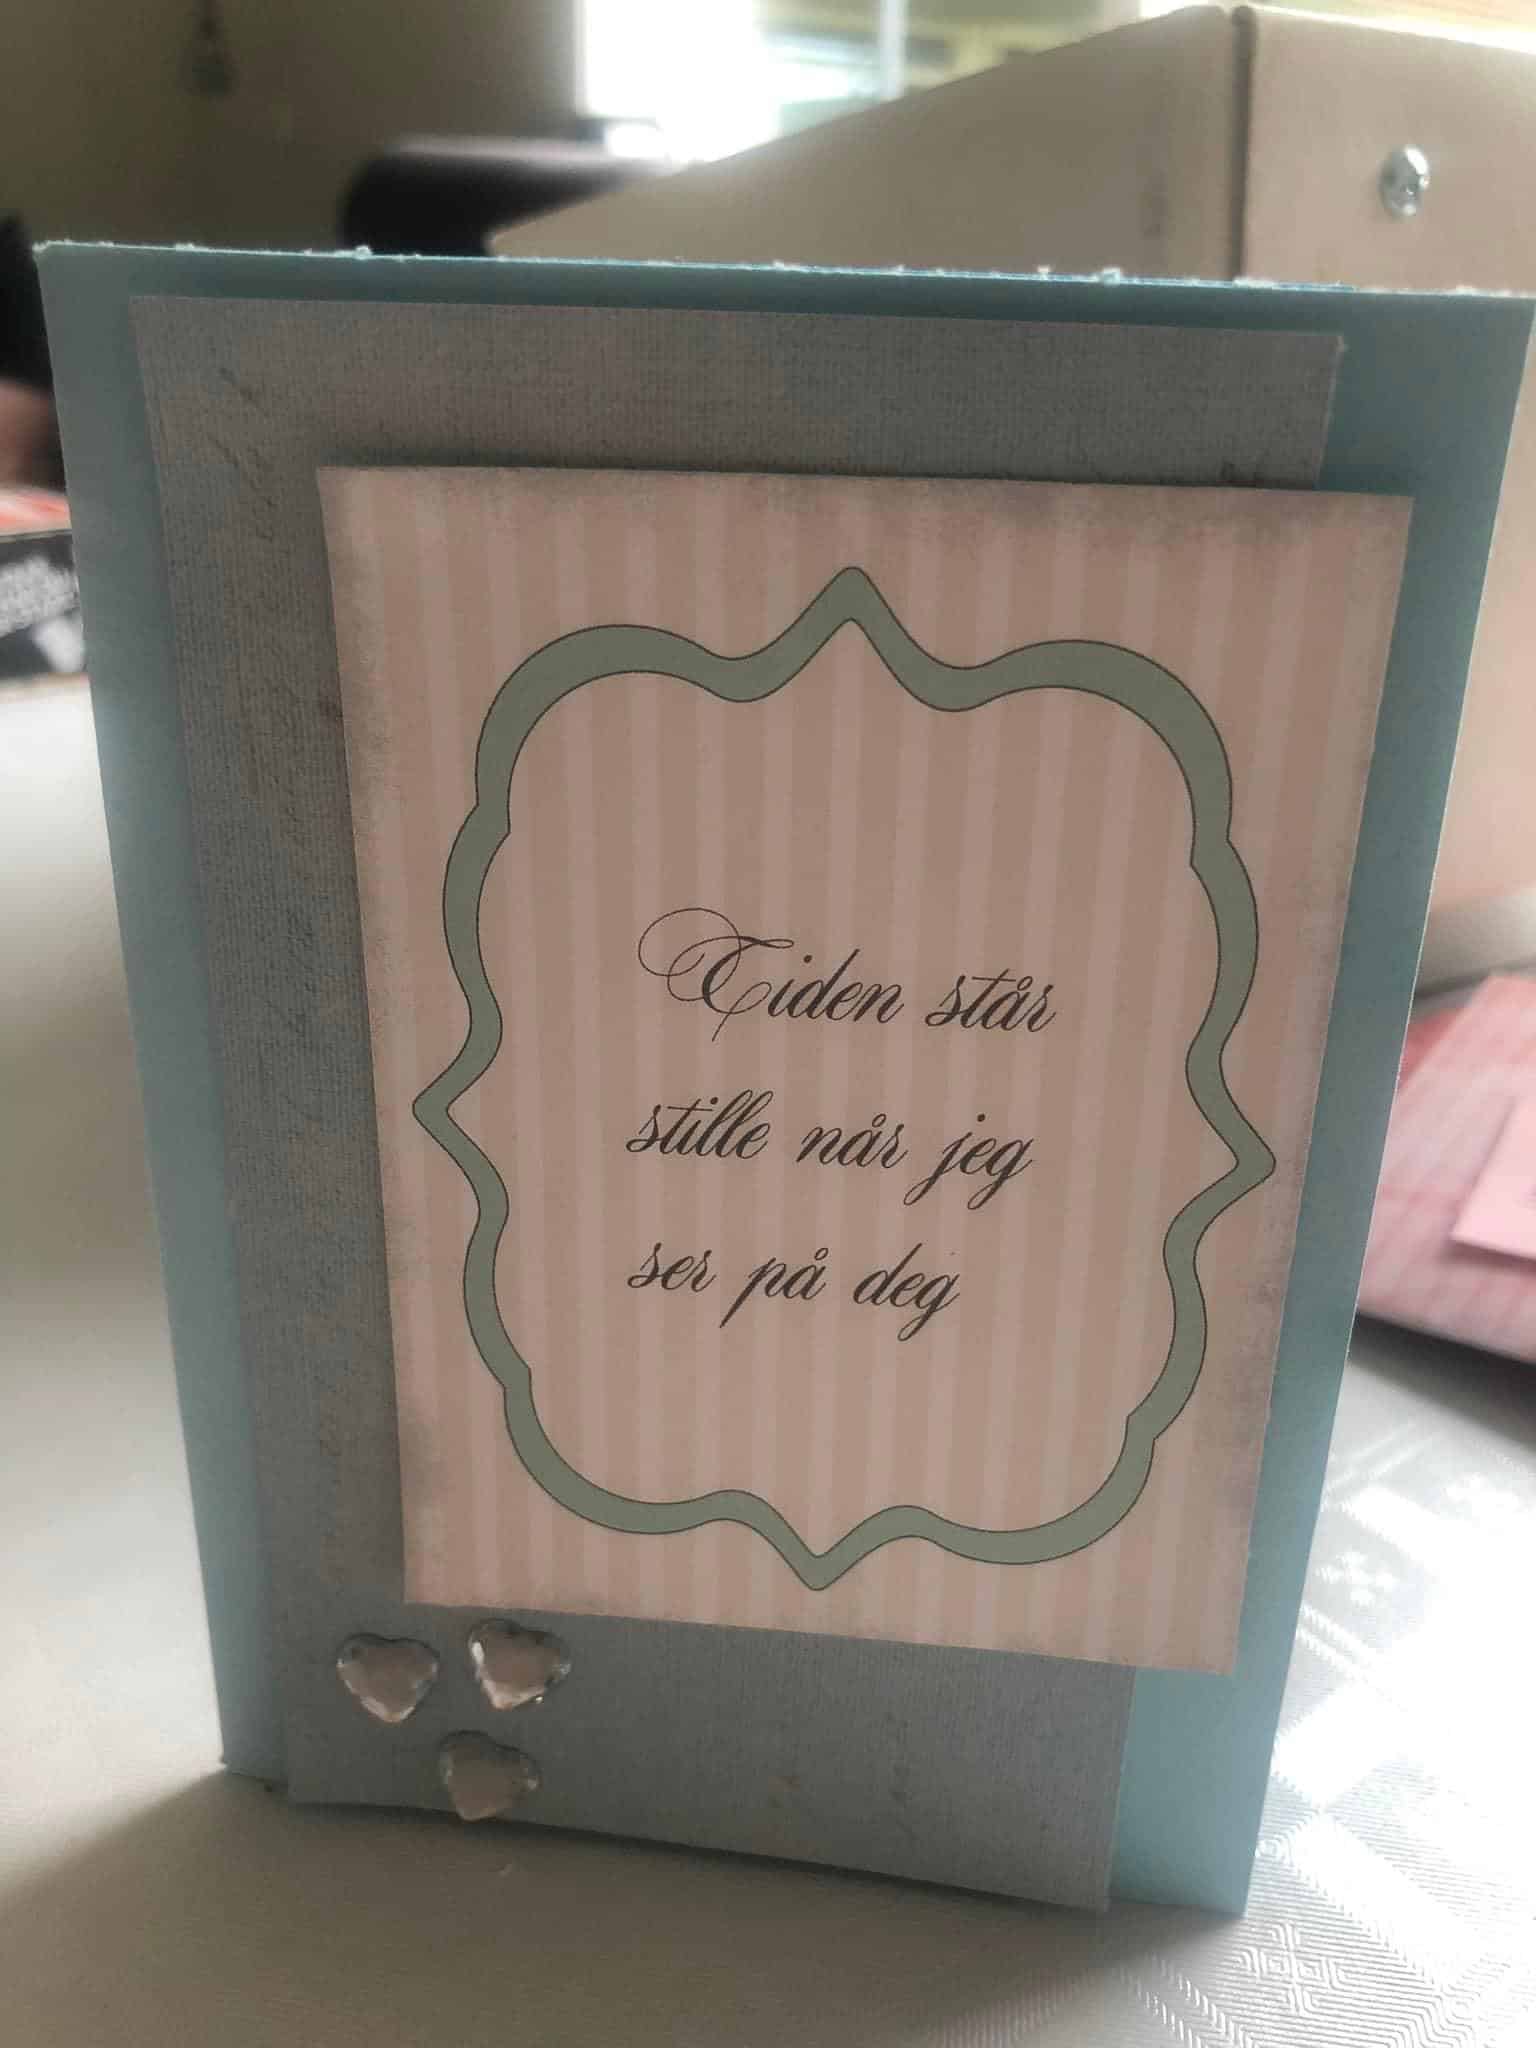 Tiden står
stille når jeg
ser på deg